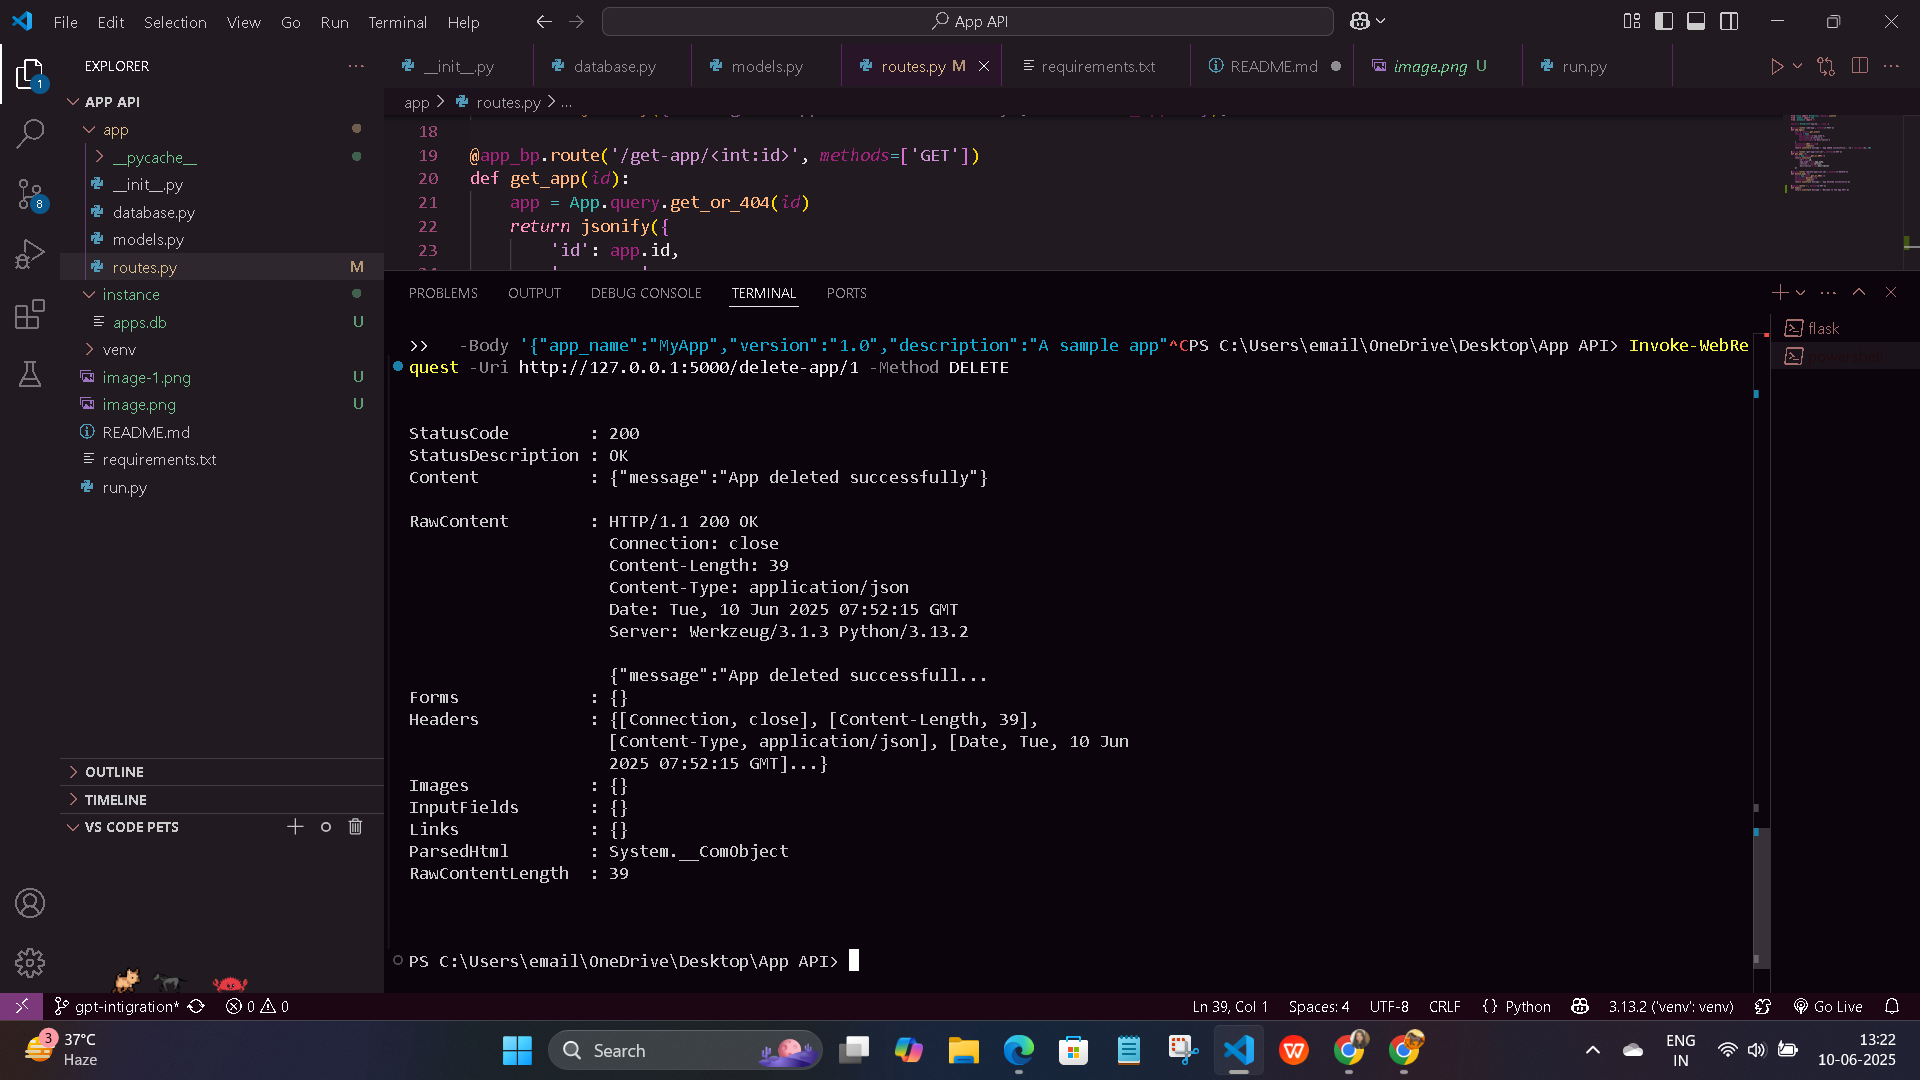 File Edit Selection View Go Run Terminal Help
App API
EXPLORER
APP API
app
__pycache__
__init__.py
database.py
models.py
routes.py M
instance
apps.db U
venv
image-1.png U
image.png U
README.md
requirements.txt
run.py
OUTLINE
TIMELINE
VS CODE PETS
1
8
__init__.py database.py models.py routes.py M requirements.txt README.md image.png U run.py
app > routes.py > ...
18
19 @app_bp.route('/get-app/<int:id>', methods=['GET'])
20 def get_app(id):
21 app = App.query.get_or_404(id)
22 return jsonify({
23 'id': app.id,
PROBLEMS OUTPUT DEBUG CONSOLE TERMINAL PORTS
flask
powershell
>> -Body '{"app_name":"MyApp","version":"1.0","description":"A sample app"^CPS C:\Users\email\OneDrive\Desktop\App API> Invoke-WebRe
quest -Uri http://127.0.0.1:5000/delete-app/1 -Method DELETE
StatusCode : 200
StatusDescription : OK
Content : {"message":"App deleted successfully"}
RawContent : HTTP/1.1 200 OK
Connection: close
Content-Length: 39
Content-Type: application/json
Date: Tue, 10 Jun 2025 07:52:15 GMT
Server: Werkzeug/3.1.3 Python/3.13.2
{"message":"App deleted successfull...
Forms : {}
Headers : {[Connection, close], [Content-Length, 39],
[Content-Type, application/json], [Date, Tue, 10 Jun
2025 07:52:15 GMT]...}
Images : {}
InputFields : {}
Links : {}
ParsedHtml : System.__ComObject
RawContentLength : 39
PS C:\Users\email\OneDrive\Desktop\App API>
gpt-intigration* 0 0 Ln 39, Col 1 Spaces: 4 UTF-8 CRLF {} Python 3.13.2 ('venv': venv) Go Live
3
37°C
Haze
Search
ENG
IN
13:22
10-06-2025